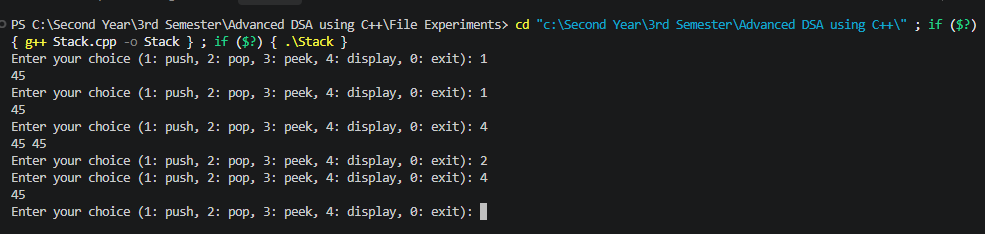 PS C:\Second Year\3rd Semester\Advanced DSA using C++\File Experiments> cd "c:\Second Year\3rd Semester\Advanced DSA using C++\" ; if ($?)
{ g++ Stack.cpp -o Stack } ; if ($?) { .\Stack }
Enter your choice (1: push, 2: pop, 3: peek, 4: display, 0: exit): 1
45
Enter your choice (1: push, 2: pop, 3: peek, 4: display, 0: exit): 1
45
Enter your choice (1: push, 2: pop, 3: peek, 4: display, 0: exit): 4
45 45
Enter your choice (1: push, 2: pop, 3: peek, 4: display, 0: exit): 2
Enter your choice (1: push, 2: pop, 3: peek, 4: display, 0: exit): 4
45
Enter your choice (1: push, 2: pop, 3: peek, 4: display, 0: exit):